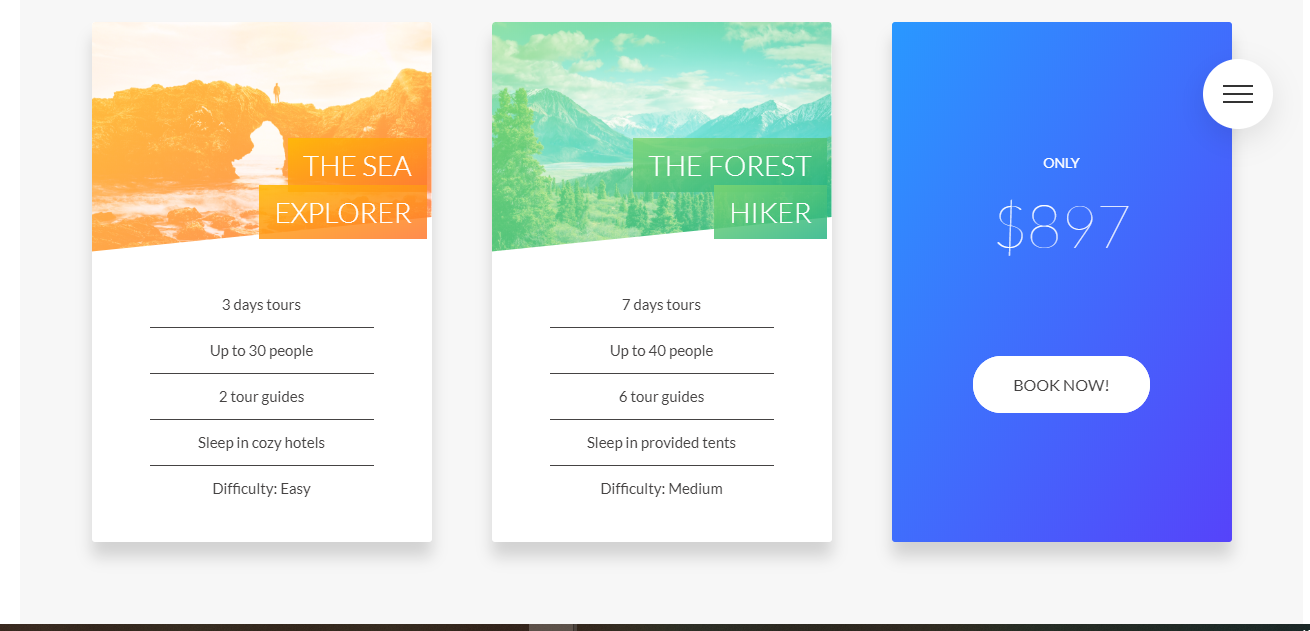 THE SEA
EXPLORER
3 days tours
Up to 30 people
2 tour guides
Sleep in cozy hotels
Difficulty: Easy
THE FOREST
HIKER
7 days tours
Up to 40 people
6 tour guides
Sleep in provided tents
Difficulty: Medium
ONLY
$897
BOOK NOW!